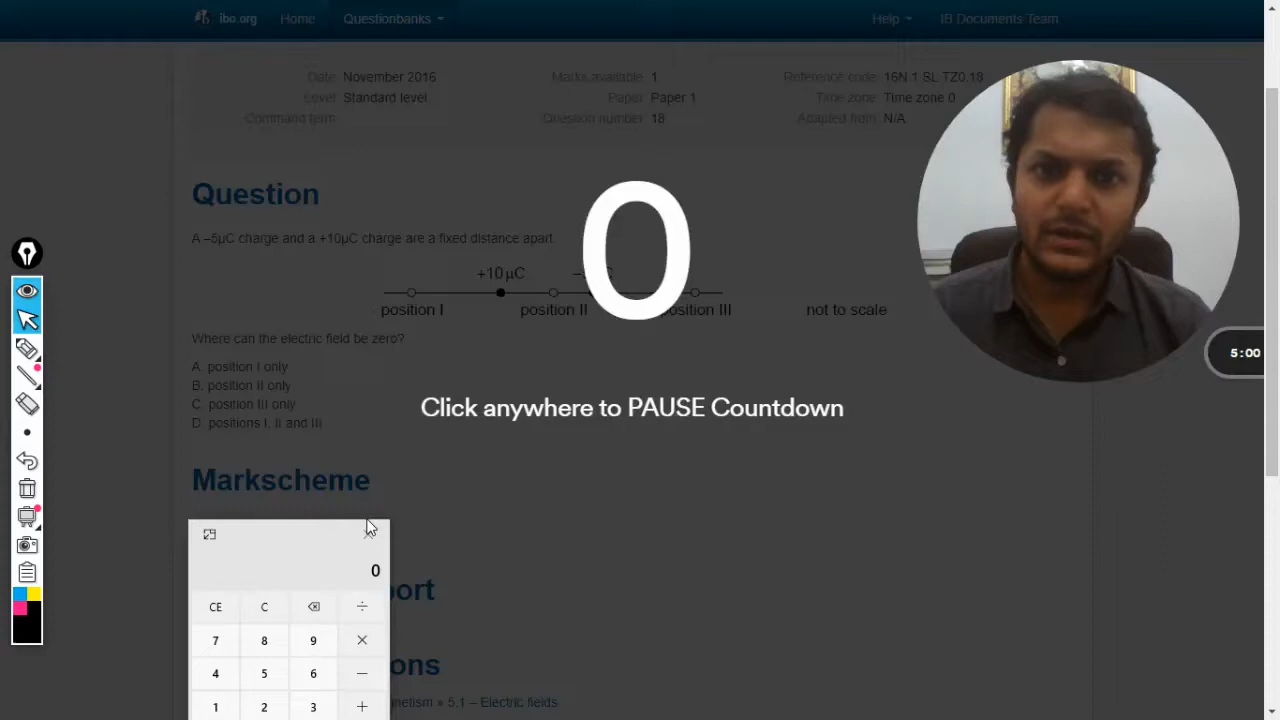 ibo.org Home Questionbanks Help IB Documents Team
Date: November 2016 Marks available: 1 Reference code: 16N.1.SL.TZ0.18
Level: Standard level Paper: Paper 1 Time zone: Time zone 0
Command term: Question number: 18 Adapted from: N/A
Question
0
A –5µC charge and a +10µC charge are a fixed distance apart.
+10 µC
position I position II position III not to scale
Where can the electric field be zero?
5:00
A. position I only
B. position II only
C. position III only
D. positions I, II and III
Click anywhere to PAUSE Countdown
Markscheme
0
CE C ÷
7 8 9 ×
4 5 6 −
1 2 3 +
5.1 – Electric fields